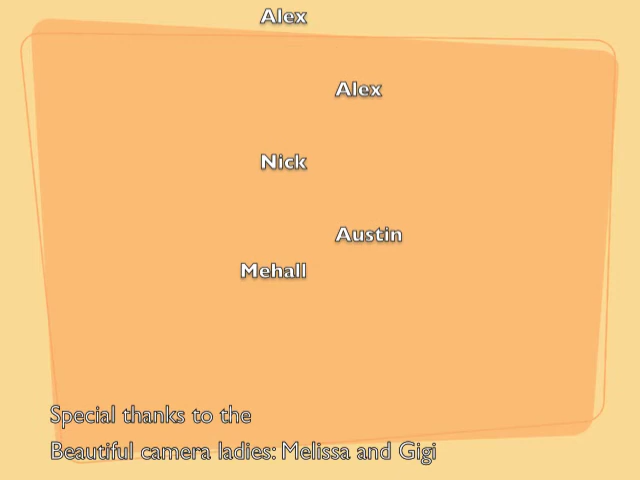 Alex
Alex
Nick
Austin
Mehall
Special thanks to the
Beautiful camera ladies: Melissa and Gigi